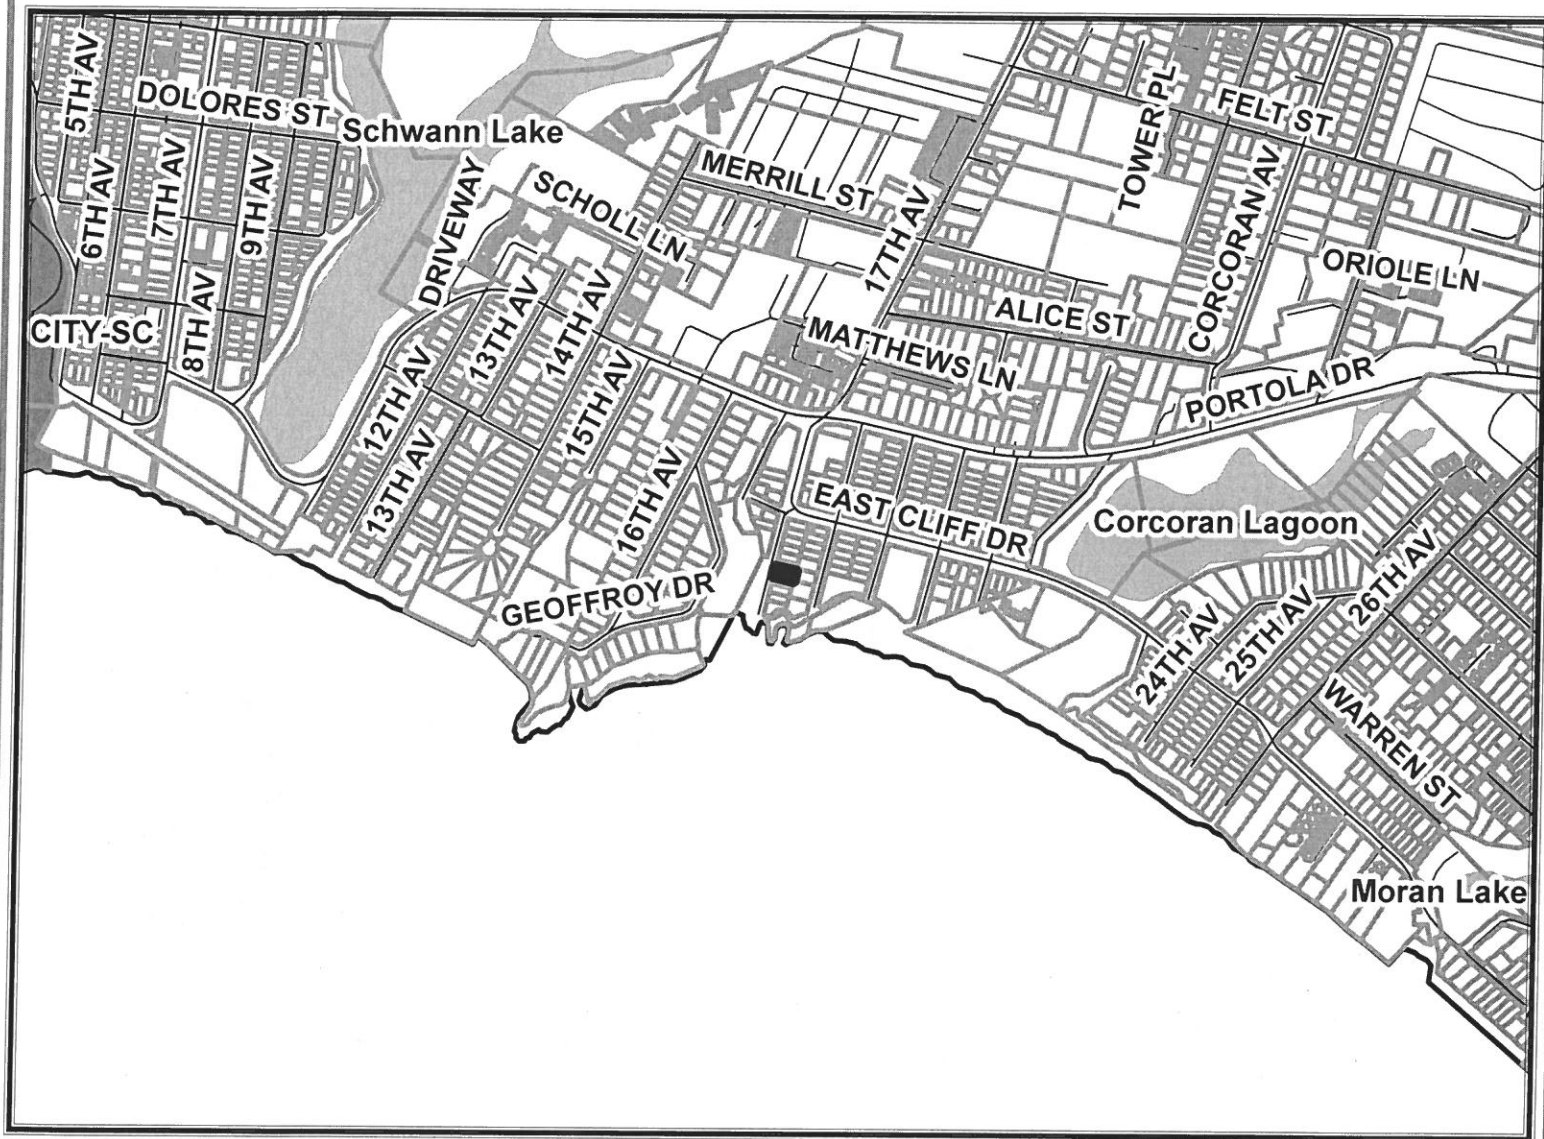 5TH AV
DOLORES ST
Schwann Lake
TOWER PL
FELT ST
6TH AV
7TH AV
9TH AV
DRIVEWAY
SCHOLL LN
MERRILL ST
17TH AV
CORCORAN AV
ORIOLE LN
CITY-SC
8TH AV
13TH AV
14TH AV
ALICE ST
MATTHEWS LN
12TH AV
15TH AV
PORTOLA DR
13TH AV
16TH AV
EAST CLIFF DR
Corcoran Lagoon
GEOFFROY DR
24TH AV
25TH AV
26TH AV
WARREN ST
Moran Lake